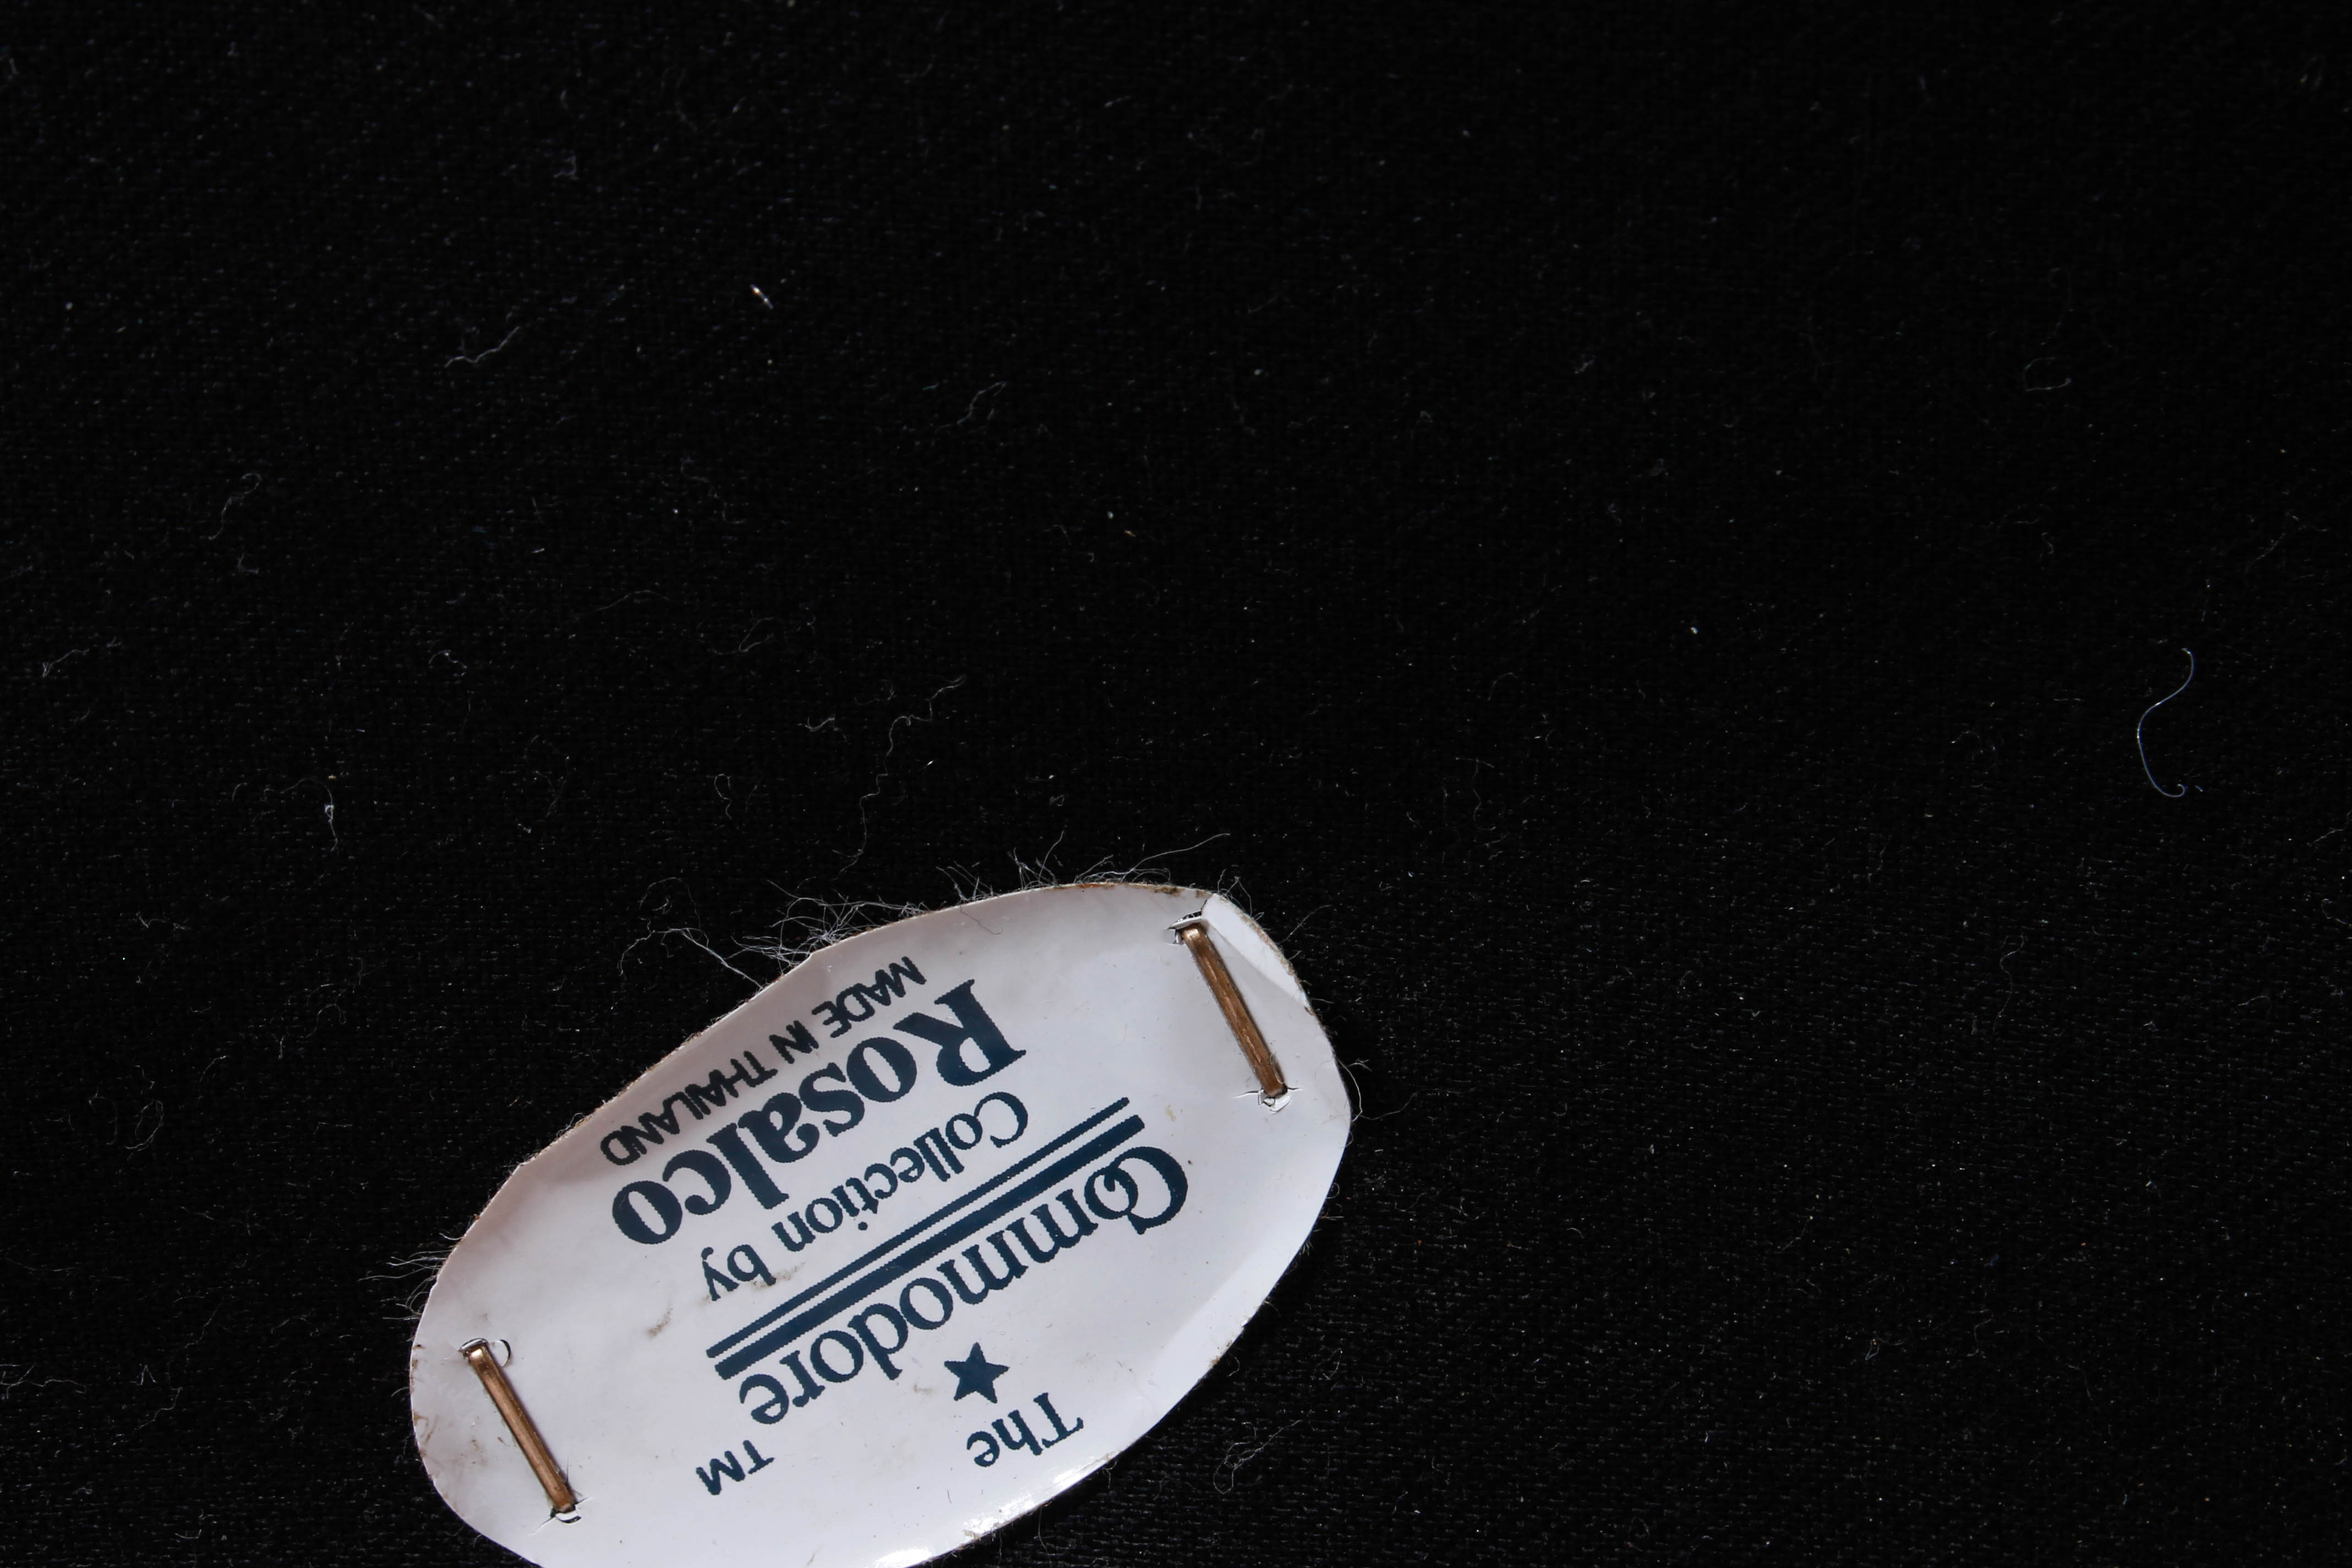 The
★
Commodore TM
Collection by
Rosalco
MADE IN THAILAND